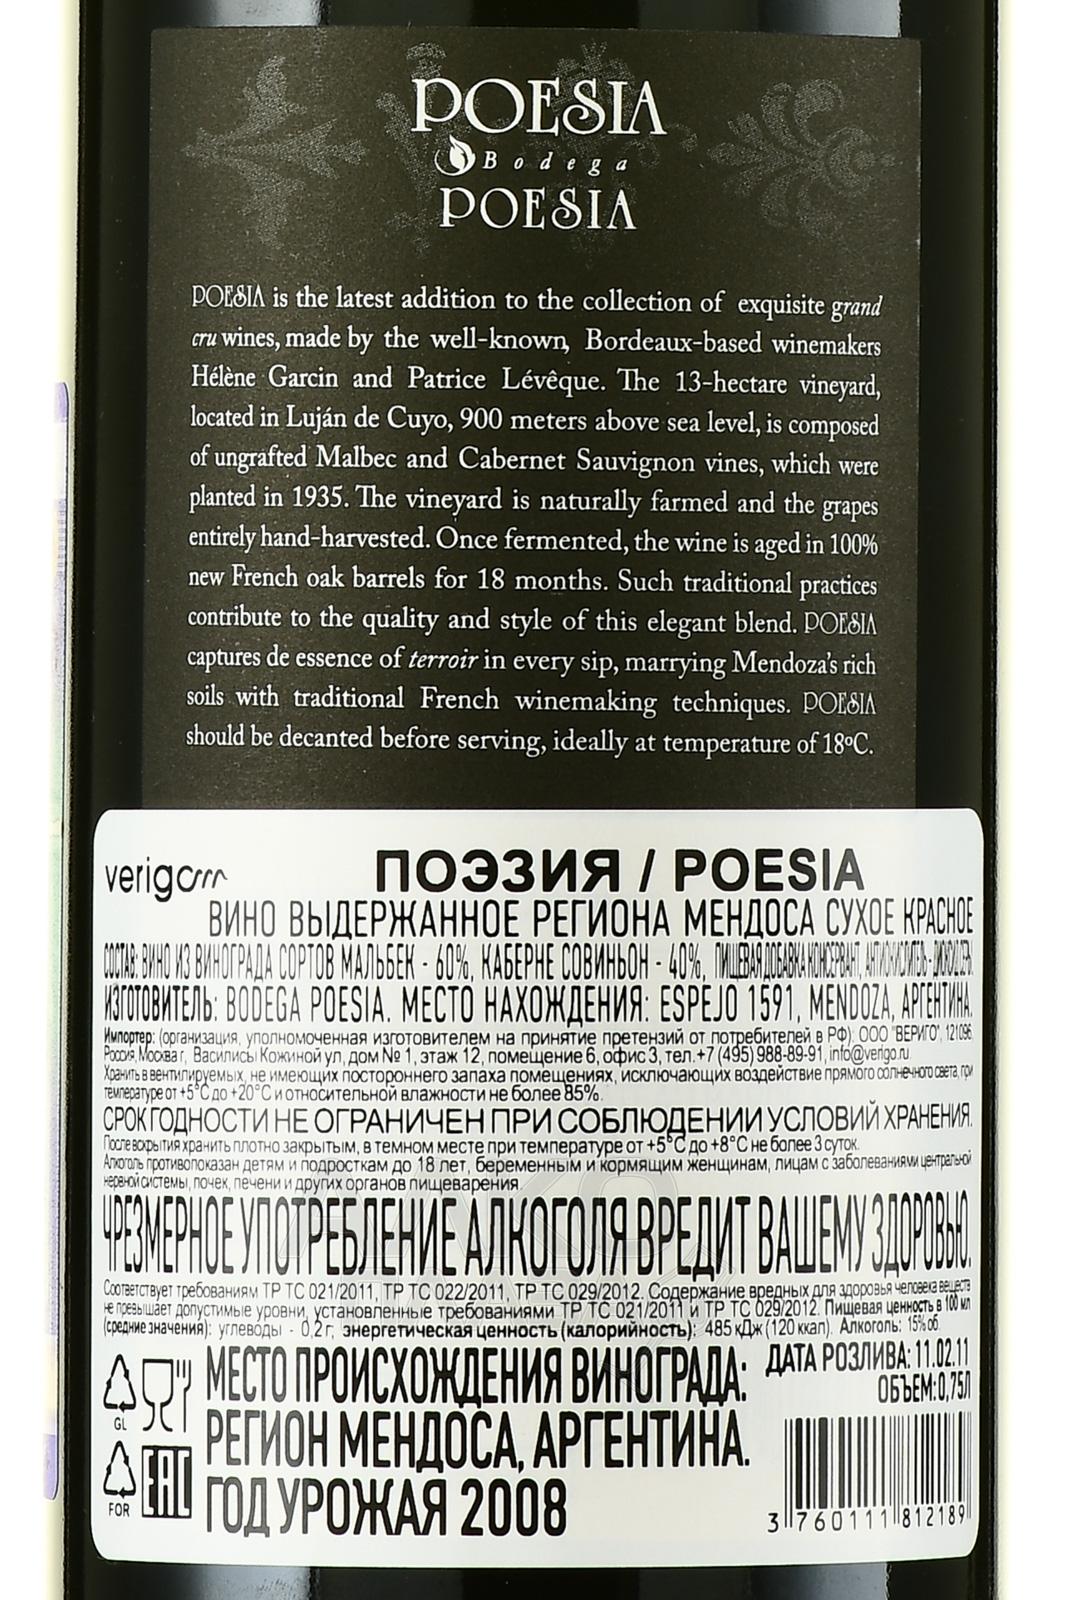 POESIA
Bodega
POESIA
POESIA is the latest addition to the collection of exquisite grand
cru wines, made by the well-known, Bordeaux-based winemakers
Hélène Garcin and Patrice Lévêque. The 13-hectare vineyard,
located in Luján de Cuyo, 900 meters above sea level, is composed
of ungrafted Malbec and Cabernet Sauvignon vines, which were
planted in 1935. The vineyard is naturally farmed and the grapes
entirely hand-harvested. Once fermented, the wine is aged in 100%
new French oak barrels for 18 months. Such traditional practices
contribute to the quality and style of this elegant blend. POESIA
captures de essence of terroir in every sip, marrying Mendoza's rich
soils with traditional French winemaking techniques. POESIA
should be decanted before serving, ideally at temperature of 18ºC.
verigo
ПОЭЗИЯ / POESIA
ВИНО ВЫДЕРЖАННОЕ РЕГИОНА МЕНДОСА СУХОЕ КРАСНОЕ
СОСТАВ: ВИНО ИЗ ВИНОГРАДА СОРТОВ МАЛЬБЕК - 60%, КАБЕРНЕ СОВИНЬОН - 40%, ПИЩЕВАЯ ДОБАВКА КОНСЕРВАНТ, АНТИОКИСЛИТЕЛЬ -
ИЗГОТОВИТЕЛЬ: BODEGA POESIA. МЕСТО НАХОЖДЕНИЯ: ESPEJO 1591, MENDOZA, АРГЕНТИНА.
Импортер: (организация, уполномоченная изготовителем на принятие претензий от потребителей в РФ): ООО "ВЕРИГО", 121096,
Россия, Москва г, Василисы Кожиной ул, дом № 1, этаж 12, помещение 6, офис 3, тел.+7 (495) 988-89-91, info@verigo.ru
Хранить в вентилируемых, не имеющих постороннего запаха помещениях, исключающих воздействие прямого солнечного света, при
температуре от +5°С до +20°С и относительной влажности не более 85%.
СРОК ГОДНОСТИ НЕ ОГРАНИЧЕН ПРИ СОБЛЮДЕНИИ УСЛОВИЙ ХРАНЕНИЯ.
После вскрытия хранить плотно закрытым, в темном месте при температуре от +5°С до +8°С не более 3 суток.
Алкоголь противопоказан детям и подросткам до 18 лет, беременным и кормящим женщинам, лицам с заболеваниями центральной
нервной системы, почек, печени и других органов пищеварения.
ЧРЕЗМЕРНОЕ УПОТРЕБЛЕНИЕ АЛКОГОЛЯ ВРЕДИТ ВАШЕМУ ЗДОРОВЬЮ.
Соответствует требованиям ТР ТС 021/2011, ТР ТС 022/2011, ТР ТС 029/2012. Содержание вредных для здоровья человека веществ
не превышает допустимые уровни, установленные требованиями ТР ТС 021/2011 и ТР ТС 029/2012. Пищевая ценность в 100 мл
(средние значения): углеводы - 0,2 г; энергетическая ценность (калорийность): 485 кДж (120 ккал). Алкоголь: 15% об.
МЕСТО ПРОИСХОЖДЕНИЯ ВИНОГРАДА:
РЕГИОН МЕНДОСА, АРГЕНТИНА.
ГОД УРОЖАЯ 2008
ДАТА РОЗЛИВА: 11.02.11
ОБЪЕМ:0,75Л
GL
FOR
EAC
3 760111 812189